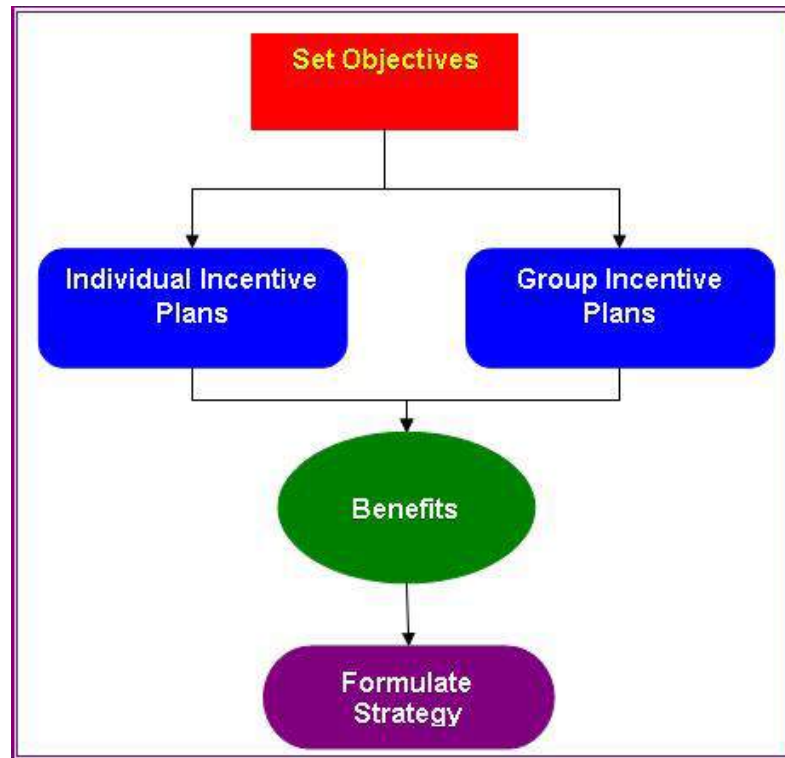 Set Objectives
Individual Incentive
Plans
Group Incentive
Plans
Benefits
Formulate
Strategy